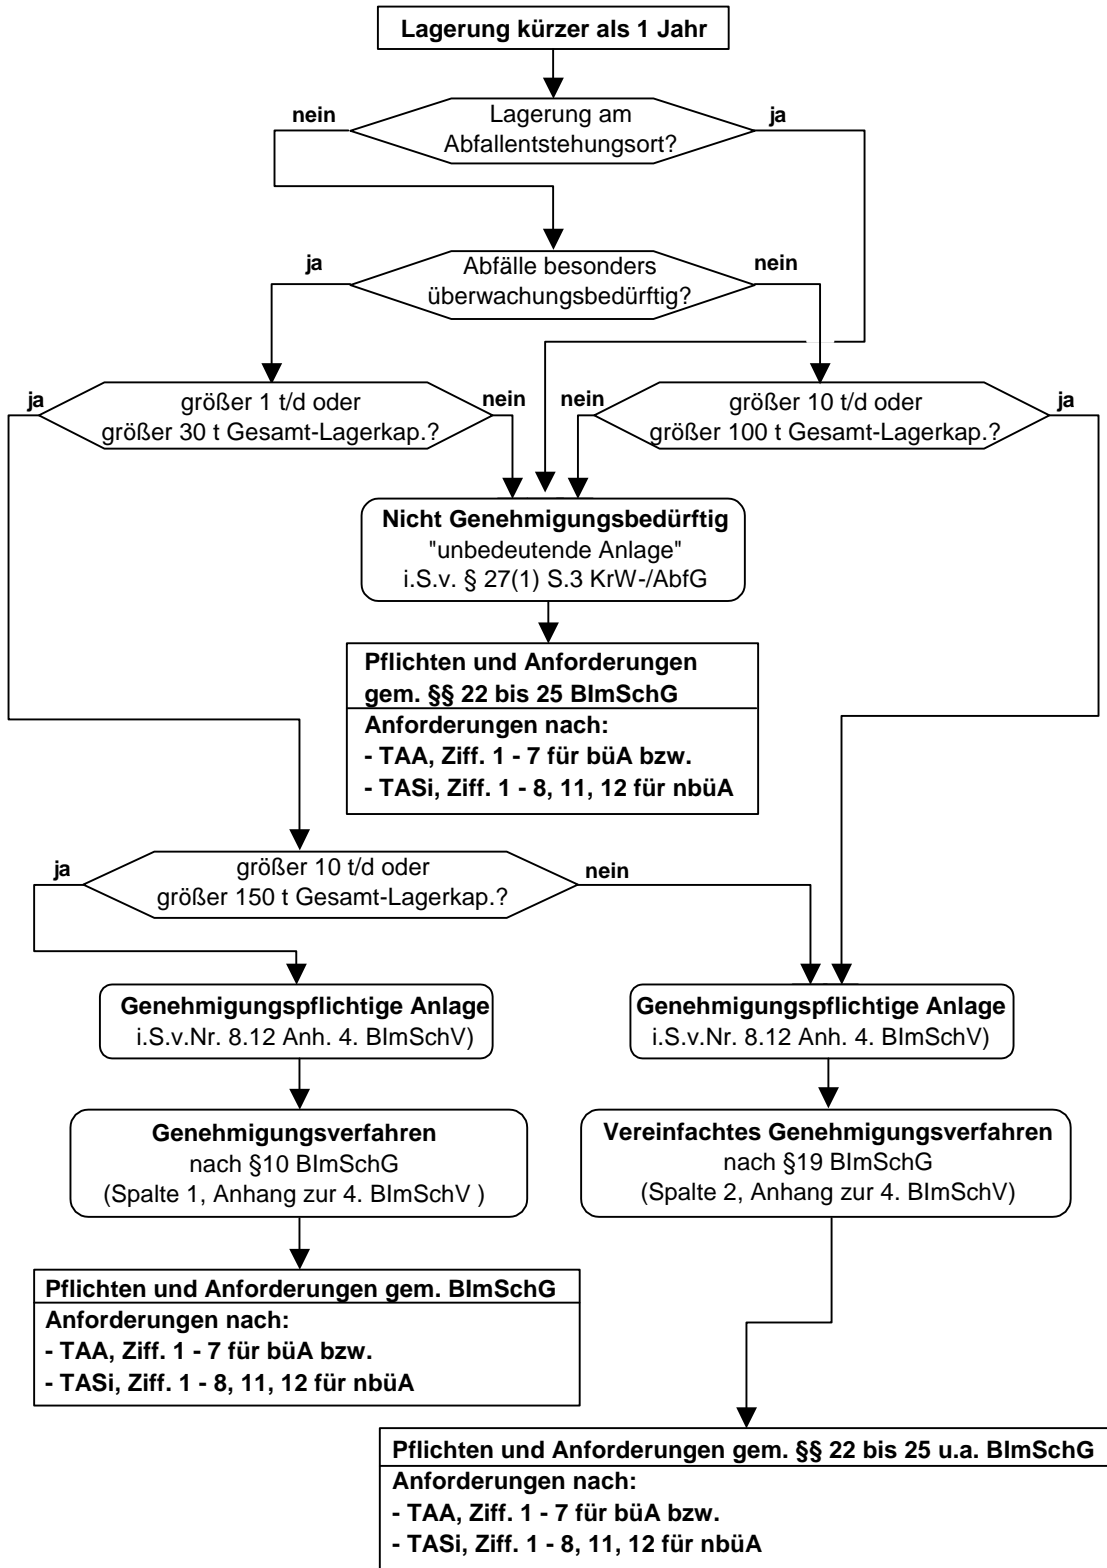 Lagerung kürzer als 1 Jahr
nein
Lagerung am
Abfallentstehungsort?
ja
ja
Abfälle besonders
überwachungsbedürftig?
nein
ja
größer 1 t/d oder
größer 30 t Gesamt-Lagerkap.?
nein
nein
größer 10 t/d oder
größer 100 t Gesamt-Lagerkap.?
ja
Nicht Genehmigungsbedürftig
"unbedeutende Anlage"
i.S.v. § 27(1) S.3 KrW-/AbfG
Pflichten und Anforderungen
gem. §§ 22 bis 25 BImSchG
Anforderungen nach:
- TAA, Ziff. 1 - 7 für büA bzw.
- TASi, Ziff. 1 - 8, 11, 12 für nbüA
ja
größer 10 t/d oder
größer 150 t Gesamt-Lagerkap.?
nein
Genehmigungspflichtige Anlage
i.S.v.Nr. 8.12 Anh. 4. BImSchV)
Genehmigungspflichtige Anlage
i.S.v.Nr. 8.12 Anh. 4. BImSchV)
Genehmigungsverfahren
nach §10 BImSchG
(Spalte 1, Anhang zur 4. BImSchV )
Vereinfachtes Genehmigungsverfahren
nach §19 BImSchG
(Spalte 2, Anhang zur 4. BImSchV)
Pflichten und Anforderungen gem. BImSchG
Anforderungen nach:
- TAA, Ziff. 1 - 7 für büA bzw.
- TASi, Ziff. 1 - 8, 11, 12 für nbüA
Pflichten und Anforderungen gem. §§ 22 bis 25 u.a. BImSchG
Anforderungen nach:
- TAA, Ziff. 1 - 7 für büA bzw.
- TASi, Ziff. 1 - 8, 11, 12 für nbüA